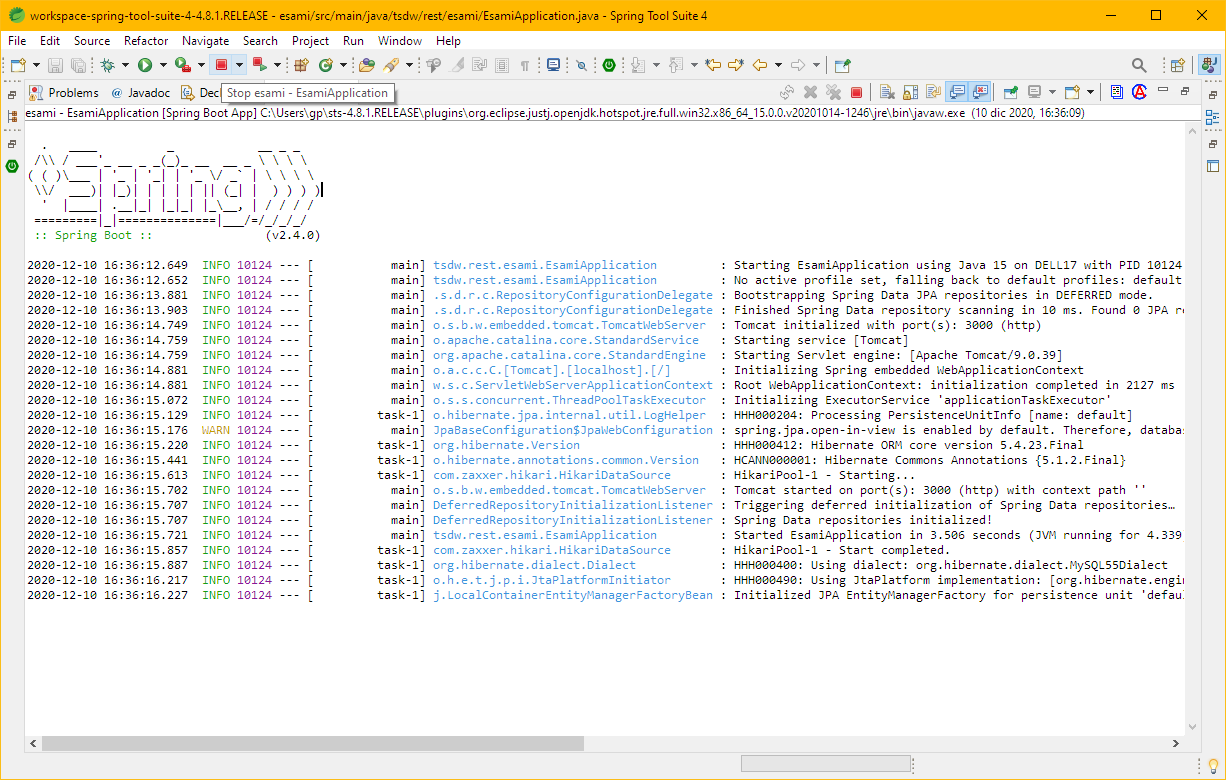 workspace-spring-tool-suite-4-4.8.1.RELEASE - esami/src/main/java/tsdw/rest/esami/EsamiApplication.java - Spring Tool Suite 4
File Edit Source Refactor Navigate Search Project Run Window Help
Problems @ Javadoc Decl
Stop esami - EsamiApplication
esami - EsamiApplication [Spring Boot App] C:\Users\gp\sts-4.8.1.RELEASE\plugins\org.eclipse.justj.openjdk.hotspot.jre.full.win32.x86_64_15.0.0.v20201014-1246\jre\bin\javaw.exe (10 dic 2020, 16:36:09)
  .   ____          _            __ _ _
 /\\ / ___'_ __ _ _(_)_ __  __ _ \ \ \ \
( ( )\___ | '_ | '_| | '_ \/ _` | \ \ \ \
 \\/  ___)| |_)| | | | | || (_| |  ) ) ) )
  '  |____| .__|_| |_|_| |_\__, | / / / /
 =========|_|==============|___/=/_/_/_/
 :: Spring Boot ::                (v2.4.0)
2020-12-10 16:36:12.649  INFO 10124 --- [           main] tsdw.rest.esami.EsamiApplication         : Starting EsamiApplication using Java 15 on DELL17 with PID 10124
2020-12-10 16:36:12.652  INFO 10124 --- [           main] tsdw.rest.esami.EsamiApplication         : No active profile set, falling back to default profiles: default
2020-12-10 16:36:13.881  INFO 10124 --- [           main] .s.d.r.c.RepositoryConfigurationDelegate : Bootstrapping Spring Data JPA repositories in DEFERRED mode.
2020-12-10 16:36:13.903  INFO 10124 --- [           main] .s.d.r.c.RepositoryConfigurationDelegate : Finished Spring Data repository scanning in 10 ms. Found 0 JPA re
2020-12-10 16:36:14.749  INFO 10124 --- [           main] o.s.b.w.embedded.tomcat.TomcatWebServer  : Tomcat initialized with port(s): 3000 (http)
2020-12-10 16:36:14.759  INFO 10124 --- [           main] o.apache.catalina.core.StandardService   : Starting service [Tomcat]
2020-12-10 16:36:14.759  INFO 10124 --- [           main] org.apache.catalina.core.StandardEngine  : Starting Servlet engine: [Apache Tomcat/9.0.39]
2020-12-10 16:36:14.881  INFO 10124 --- [           main] o.a.c.c.C.[Tomcat].[localhost].[/]       : Initializing Spring embedded WebApplicationContext
2020-12-10 16:36:14.881  INFO 10124 --- [           main] w.s.c.ServletWebServerApplicationContext : Root WebApplicationContext: initialization completed in 2127 ms
2020-12-10 16:36:15.072  INFO 10124 --- [           main] o.s.s.concurrent.ThreadPoolTaskExecutor  : Initializing ExecutorService 'applicationTaskExecutor'
2020-12-10 16:36:15.129  INFO 10124 --- [         task-1] o.hibernate.jpa.internal.util.LogHelper  : HHH000204: Processing PersistenceUnitInfo [name: default]
2020-12-10 16:36:15.176  WARN 10124 --- [           main] JpaBaseConfiguration$JpaWebConfiguration : spring.jpa.open-in-view is enabled by default. Therefore, databas
2020-12-10 16:36:15.220  INFO 10124 --- [         task-1] org.hibernate.Version                    : HHH000412: Hibernate ORM core version 5.4.23.Final
2020-12-10 16:36:15.441  INFO 10124 --- [         task-1] o.hibernate.annotations.common.Version   : HCANN000001: Hibernate Commons Annotations {5.1.2.Final}
2020-12-10 16:36:15.613  INFO 10124 --- [         task-1] com.zaxxer.hikari.HikariDataSource       : HikariPool-1 - Starting...
2020-12-10 16:36:15.702  INFO 10124 --- [           main] o.s.b.w.embedded.tomcat.TomcatWebServer  : Tomcat started on port(s): 3000 (http) with context path ''
2020-12-10 16:36:15.707  INFO 10124 --- [           main] DeferredRepositoryInitializationListener : Triggering deferred initialization of Spring Data repositories…
2020-12-10 16:36:15.707  INFO 10124 --- [           main] DeferredRepositoryInitializationListener : Spring Data repositories initialized!
2020-12-10 16:36:15.721  INFO 10124 --- [           main] tsdw.rest.esami.EsamiApplication         : Started EsamiApplication in 3.506 seconds (JVM running for 4.339
2020-12-10 16:36:15.857  INFO 10124 --- [         task-1] com.zaxxer.hikari.HikariDataSource       : HikariPool-1 - Start completed.
2020-12-10 16:36:15.887  INFO 10124 --- [         task-1] org.hibernate.dialect.Dialect            : HHH000400: Using dialect: org.hibernate.dialect.MySQL55Dialect
2020-12-10 16:36:16.217  INFO 10124 --- [         task-1] o.h.e.t.j.p.i.JtaPlatformInitiator       : HHH000490: Using JtaPlatform implementation: [org.hibernate.engin
2020-12-10 16:36:16.227  INFO 10124 --- [         task-1] j.LocalContainerEntityManagerFactoryBean : Initialized JPA EntityManagerFactory for persistence unit 'defaul